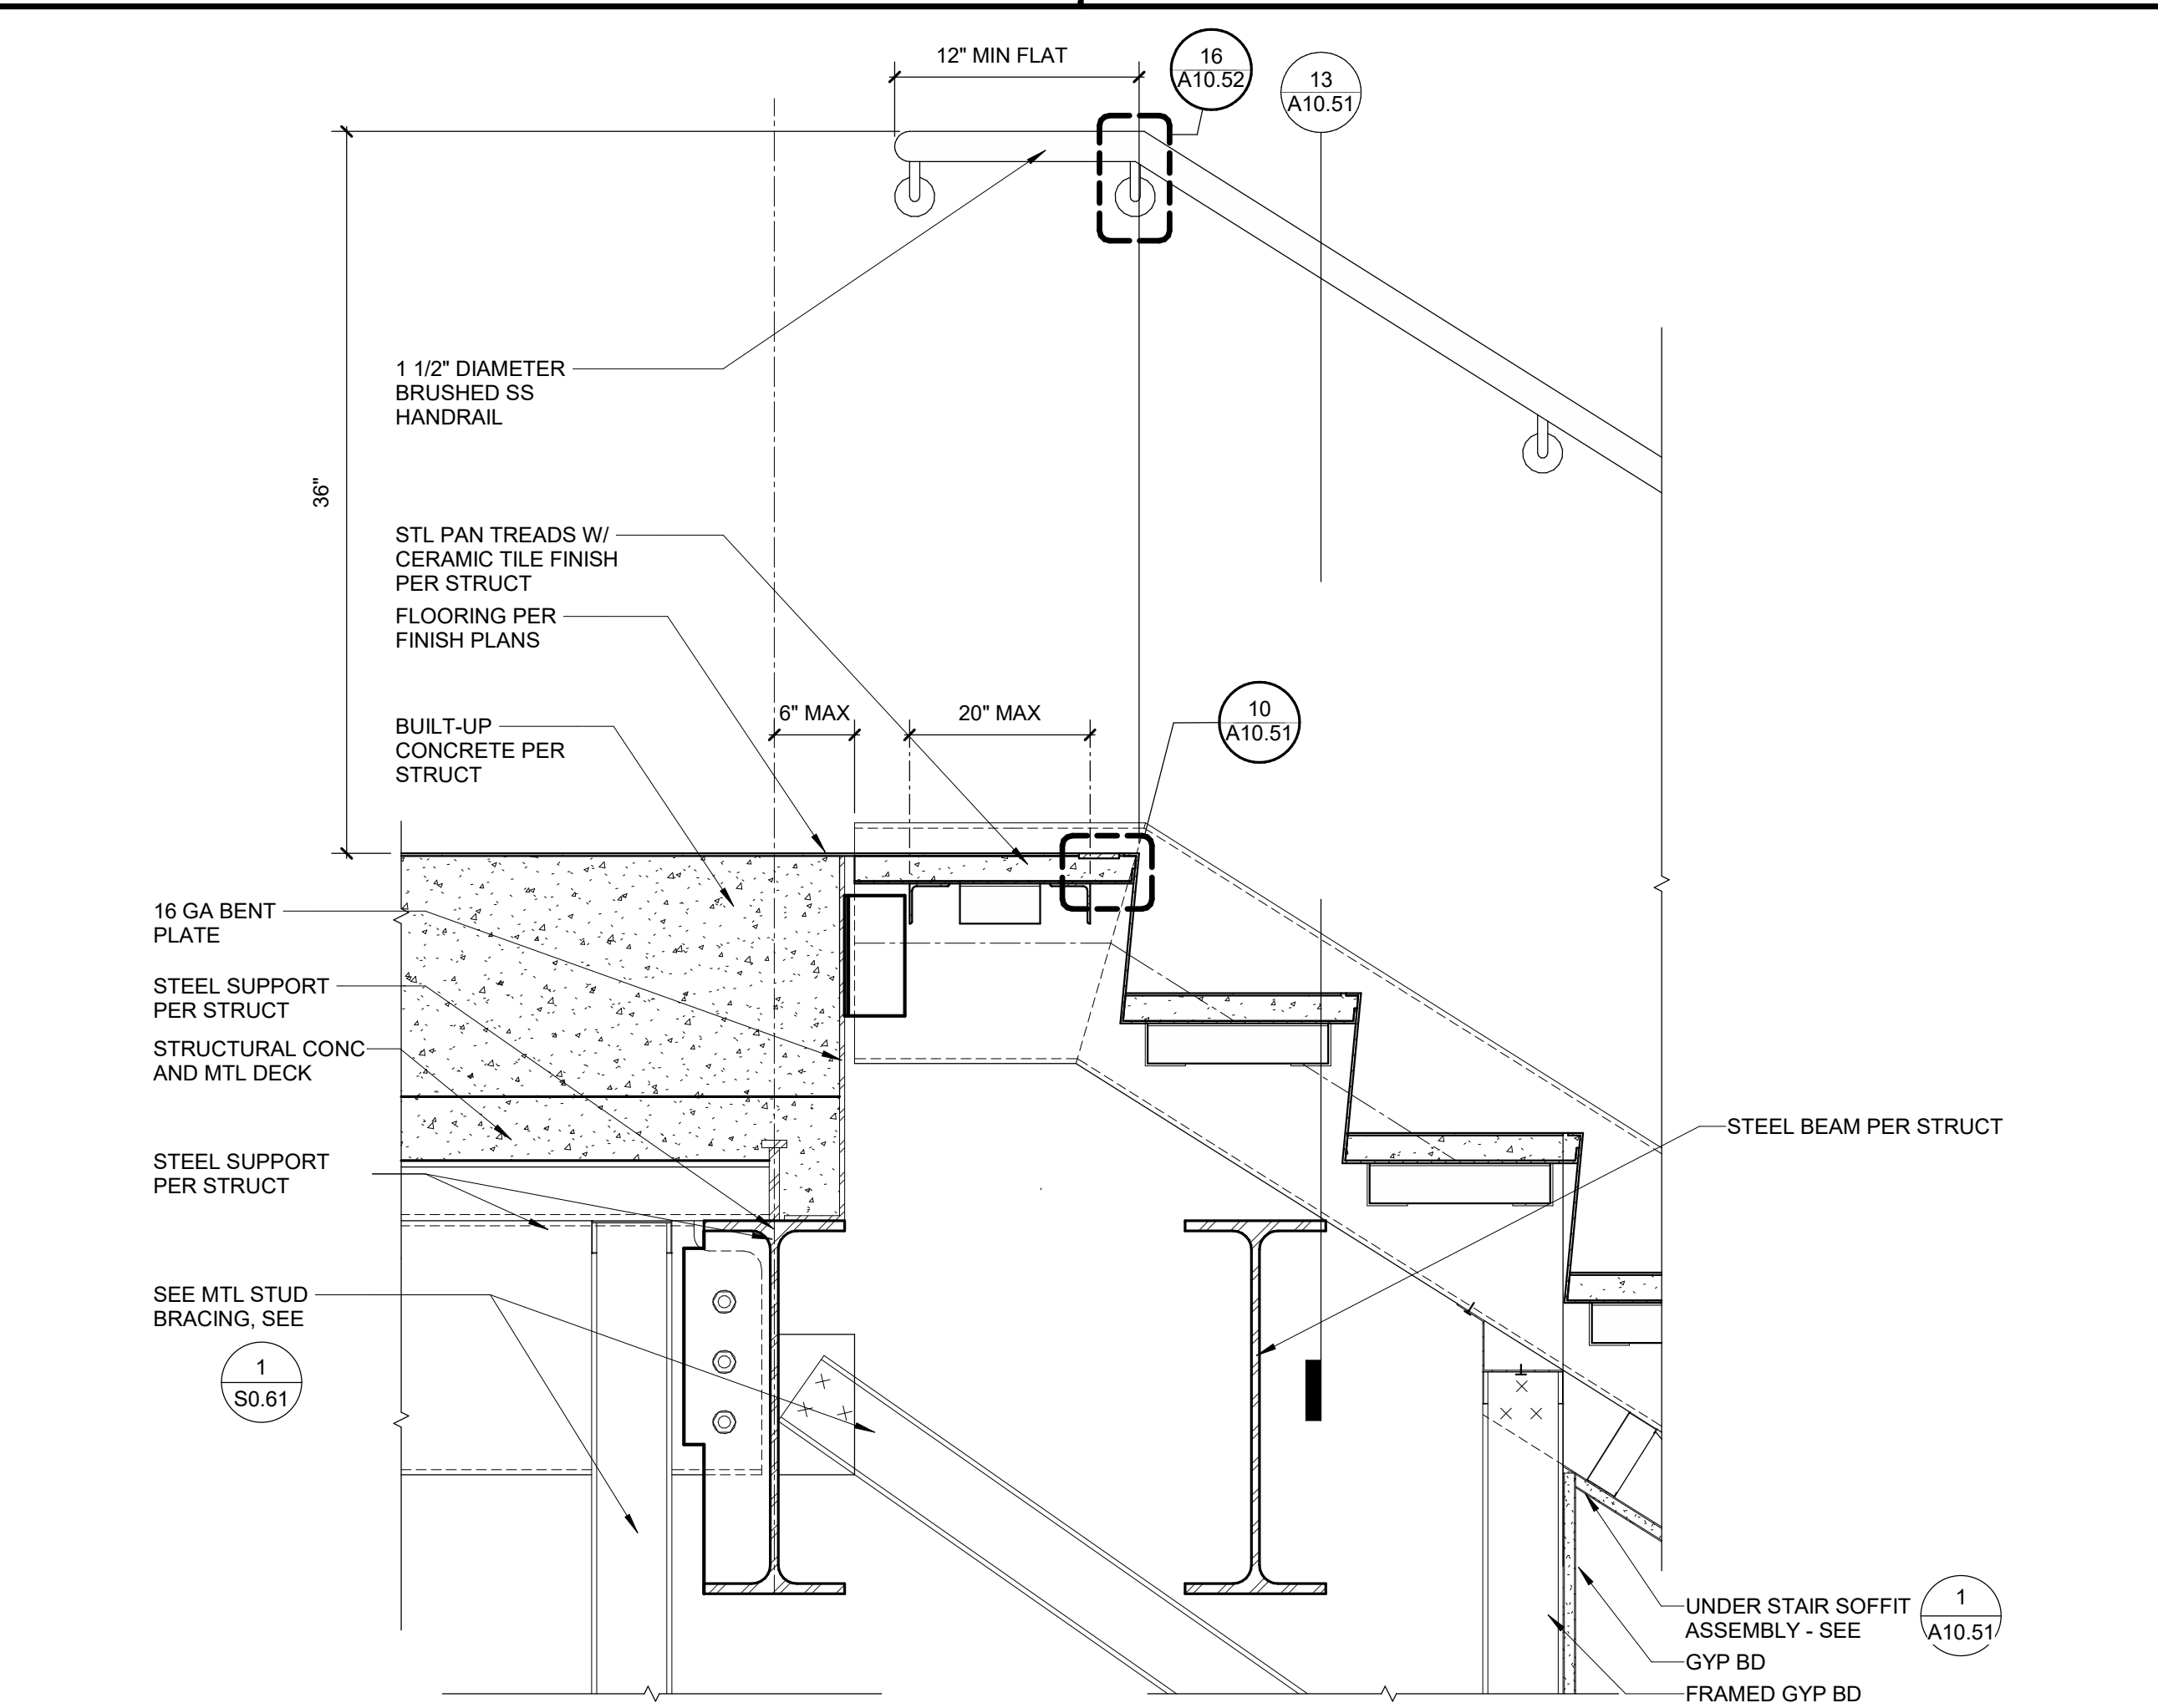 12" MIN FLAT
16
A10.52
13
A10.51
36"
1 1/2" DIAMETER
BRUSHED SS
HANDRAIL
STL PAN TREADS W/
CERAMIC TILE FINISH
PER STRUCT
FLOORING PER
FINISH PLANS
6" MAX
20" MAX
10
A10.51
BUILT-UP
CONCRETE PER
STRUCT
16 GA BENT
PLATE
STEEL SUPPORT
PER STRUCT
STRUCTURAL CONC
AND MTL DECK
STEEL BEAM PER STRUCT
STEEL SUPPORT
PER STRUCT
SEE MTL STUD
BRACING, SEE
1
S0.61
UNDER STAIR SOFFIT
ASSEMBLY - SEE
1
A10.51
GYP BD
FRAMED GYP BD